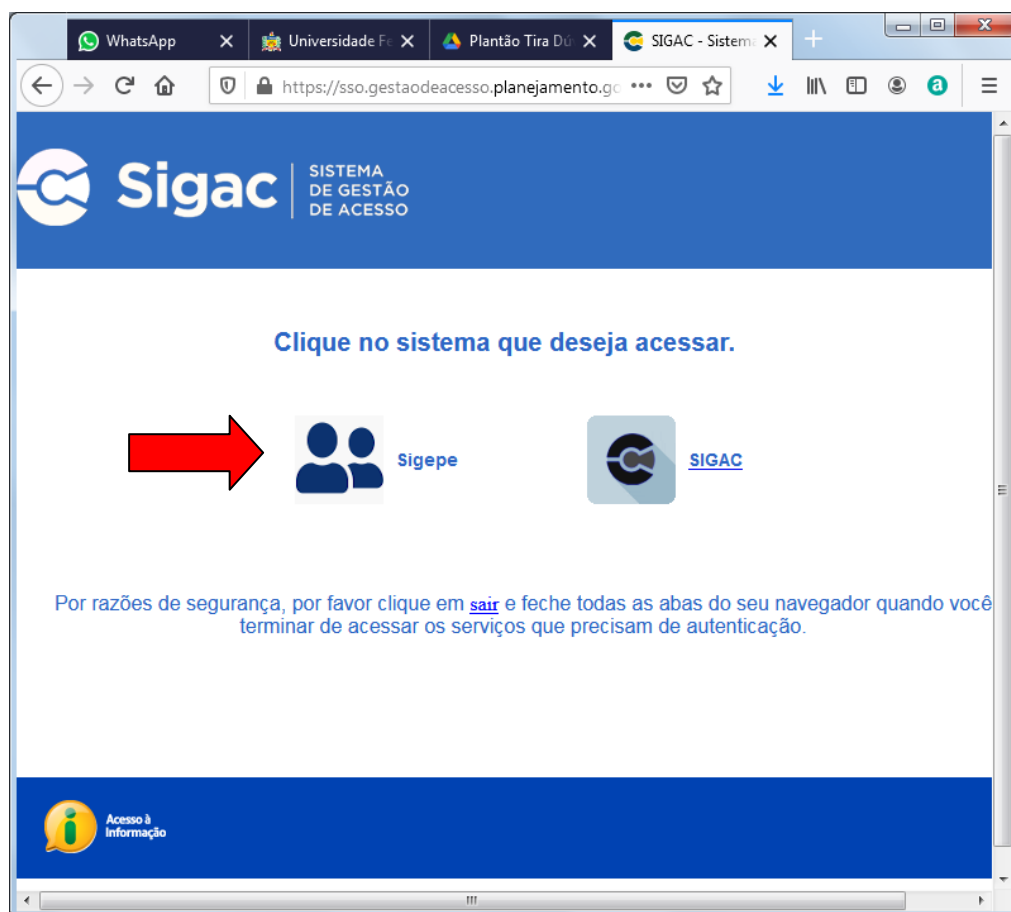 WhatsApp
Universidade Fe
Plantão Tira Dú
SIGAC - Sistema
https://sso.gestaodeacesso.planejamento.gc
a
Sigac
SISTEMA
DE GESTÃO
DE ACESSO
Clique no sistema que deseja acessar.
Sigepe
SIGAC
Por razões de segurança, por favor clique em sair e feche todas as abas do seu navegador quando você
terminar de acessar os serviços que precisam de autenticação.
i
Acesso à
Informação